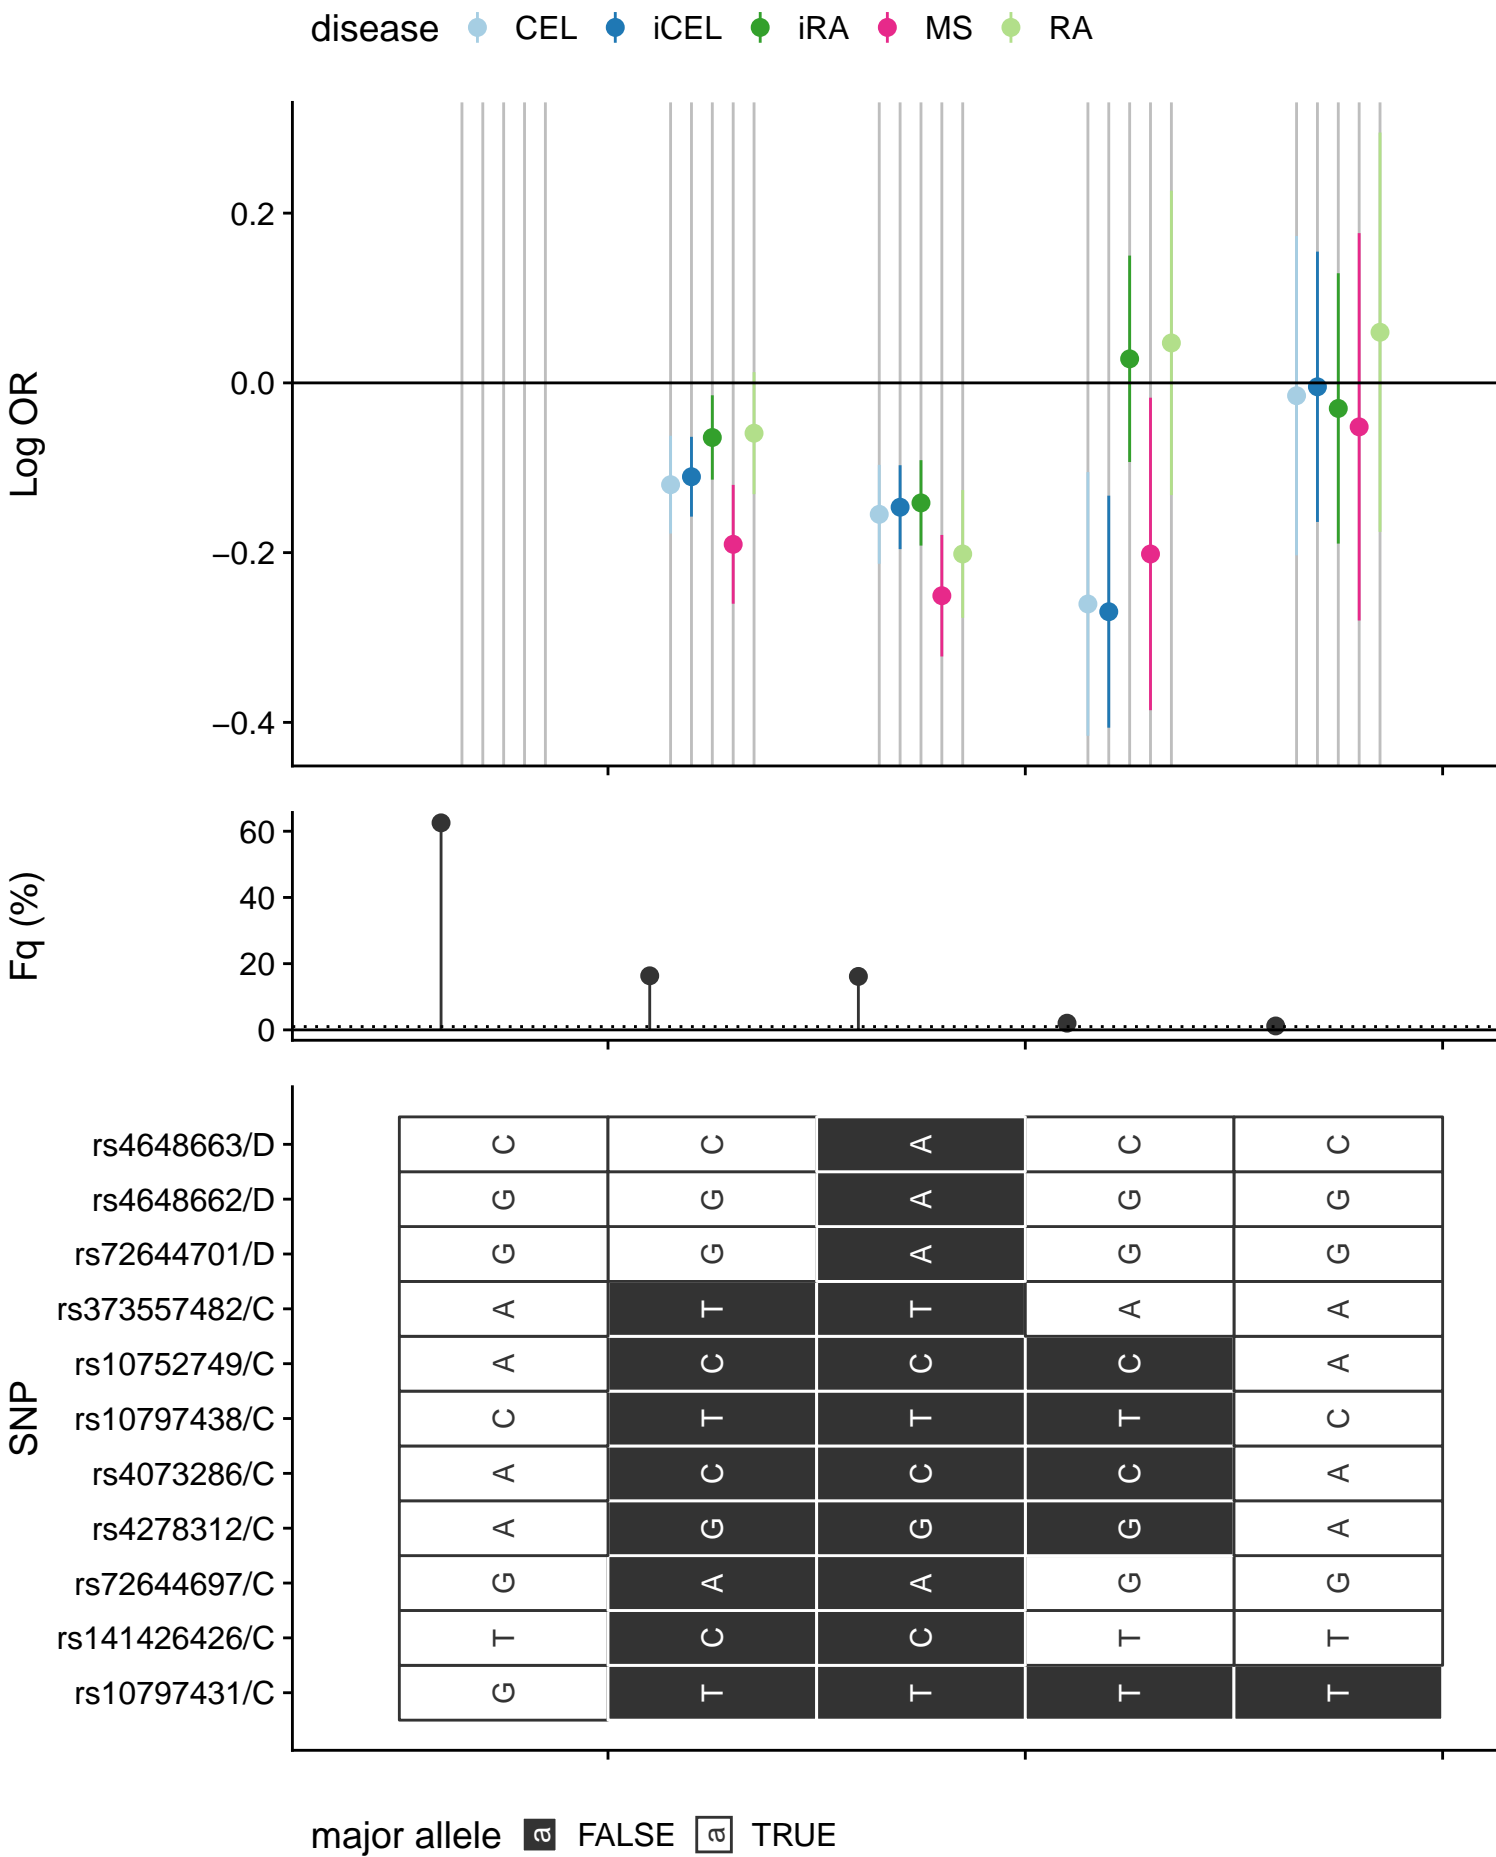 disease CEL iCEL iRA MS RA
Log OR
0.2
0.0
−0.2
−0.4
Fq (%)
60
40
20
0
SNP
rs4648663/D C C A C C
rs4648662/D G G A G G
rs72644701/D G G A G G
rs373557482/C A T T A A
rs10752749/C A C C C A
rs10797438/C C T T T C
rs4073286/C A C C C A
rs4278312/C A G G G A
rs72644697/C G A A G G
rs141426426/C T C C T T
rs10797431/C G T T T T
major allele a FALSE a TRUE